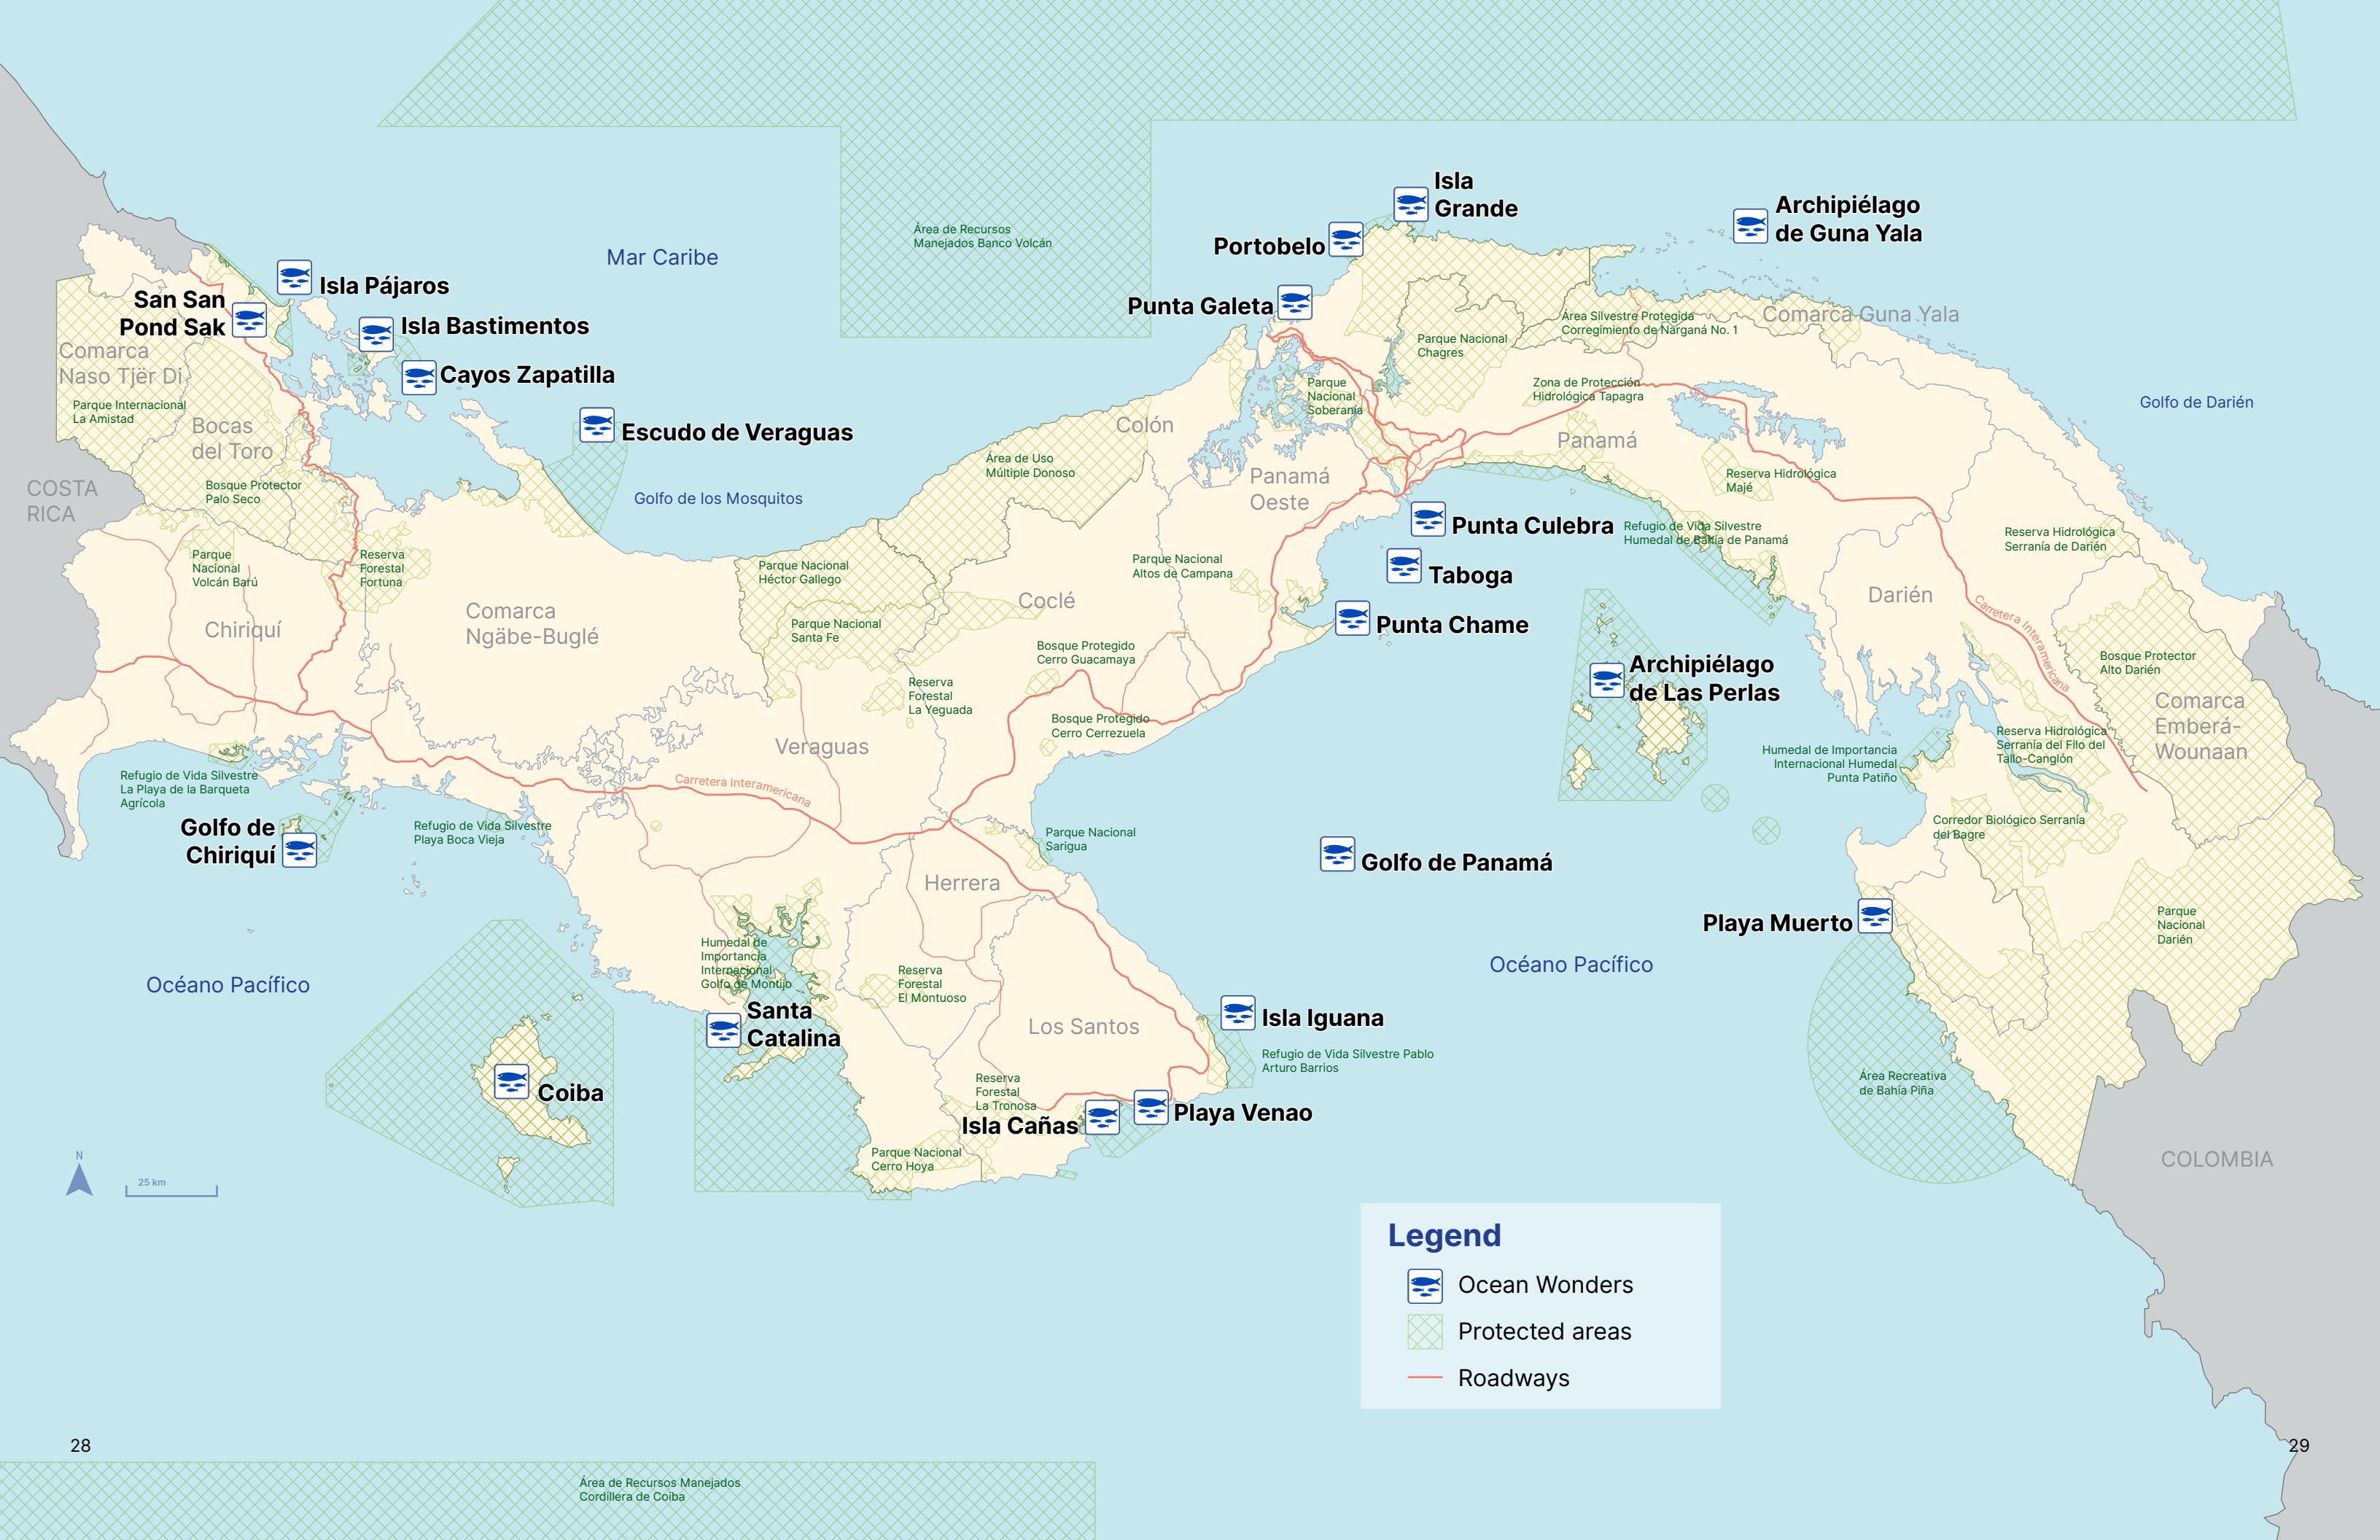 Isla
Grande
Archipiélago
de Guna Yala
Portobelo
Área de Recursos
Manejados Banco Volcán
Mar Caribe
Isla Pájaros
San San
Pond Sak
Isla Bastimentos
Punta Galeta
Cayos Zapatilla
Comarca
Naso Tjër Di
Parque Internacional
La Amistad
Bocas
del Toro
Escudo de Veraguas
Golfo de los Mosquitos
Bosque Protector
Palo Seco
COSTA
RICA
Parque
Nacional
Volcán Barú
Reserva
Forestal
Fortuna
Chiriquí
Comarca
Ngäbe-Buglé
Colón
Área de Uso
Múltiple Donoso
Parque Nacional
Héctor Gallego
Parque Nacional
Santa Fe
Coclé
Parque Nacional
Altos de Campana
Panamá
Oeste
Parque
Nacional
Soberanía
Parque Nacional
Chagres
Área Silvestre Protegida
Corregimiento de Narganá No. 1
Comarca Guna Yala
Zona de Protección
Hidrológica Tapagra
Panamá
Golfo de Darién
Reserva Hidrológica
Majé
Punta Culebra
Refugio de Vida Silvestre
Humedal de Bahía de Panamá
Taboga
Punta Chame
Reserva Hidrológica
Serranía de Darién
Darién
Carretera Interamericana
Bosque Protector
Alto Darién
Comarca
Emberá-
Wounaan
Archipiélago
de Las Perlas
Bosque Protegido
Cerro Guacamaya
Reserva
Forestal
La Yeguada
Bosque Protegido
Cerro Cerrezuela
Veraguas
Carretera Interamericana
Reserva Hidrológica
Serranía del Filo del
Tallo-Canglón
Humedal de Importancia
Internacional Humedal
Punta Patiño
Corredor Biológico Serranía
del Bagre
Refugio de Vida Silvestre
La Playa de la Barqueta
Agrícola
Golfo de
Chiriquí
Refugio de Vida Silvestre
Playa Boca Vieja
Parque Nacional
Sarigua
Golfo de Panamá
Herrera
Playa Muerto
Parque
Nacional
Darién
Océano Pacífico
Océano Pacífico
Humedal de
Importancia
Internacional
Golfo de Montijo
Reserva
Forestal
El Montuoso
Santa
Catalina
Los Santos
Isla Iguana
Refugio de Vida Silvestre Pablo
Arturo Barrios
Coiba
Reserva
Forestal
La Tronosa
Isla Cañas
Playa Venao
Parque Nacional
Cerro Hoya
Área Recreativa
de Bahía Piña
COLOMBIA
N
25 km
Legend
Ocean Wonders
Protected areas
Roadways
28
29
Área de Recursos Manejados
Cordillera de Coiba